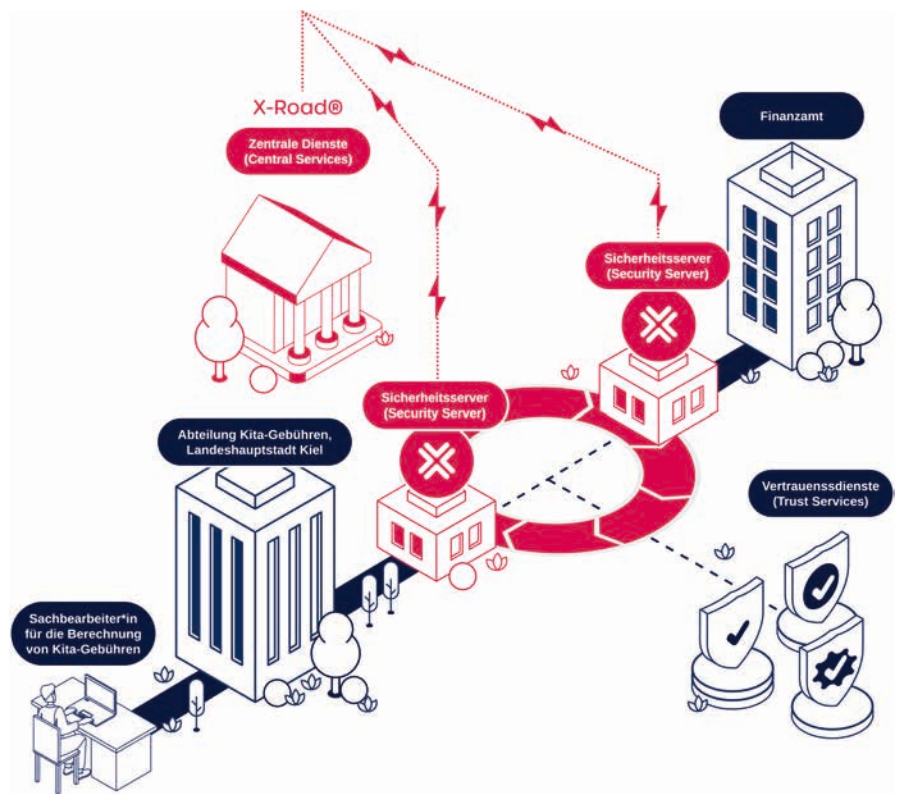 X-Road®
Zentrale Dienste
(Central Services)
Finanzamt
Sicherheitsserver
(Security Server)
Sicherheitsserver
(Security Server)
Abteilung Kita-Gebühren,
Landeshauptstadt Kiel
Vertrauenssdienste
(Trust Services)
Sachbearbeiter*in
für die Berechnung
von Kita-Gebühren